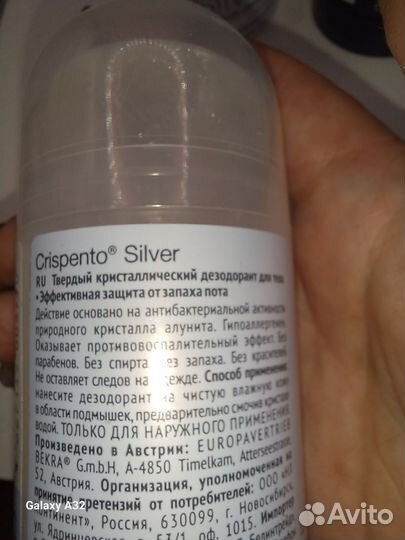 Crispento® Silver
RU Твердый кристаллический дезодорант для тела
• Эффективная защита от запаха пота
Действие основано на антибактериальной активности
природного кристалла алунита. Гипоаллергенен.
Оказывает противовоспалительный эффект. Без
парабенов. Без спирта. Без запаха. Без красителей.
Не оставляет следов на одежде. Способ применения:
нанесите дезодорант на чистую влажную кожу
в области подмышек, предварительно смочив кристалл
водой. ТОЛЬКО ДЛЯ НАРУЖНОГО ПРИМЕНЕНИЯ.
Произведено в Австрии: EUROPAVERTRIEB
BEKRA® G.m.b.H, A-4850 Timelkam, Atterseestrasse,
52, Австрия. Организация, уполномоченная на
принятие претензий от потребителей: ООО
Континент», Россия, 630099, г. Новосибирск,
ул. Ядринцевская 53/1, оф. 1015. Импортер
Galaxy A32
Avito